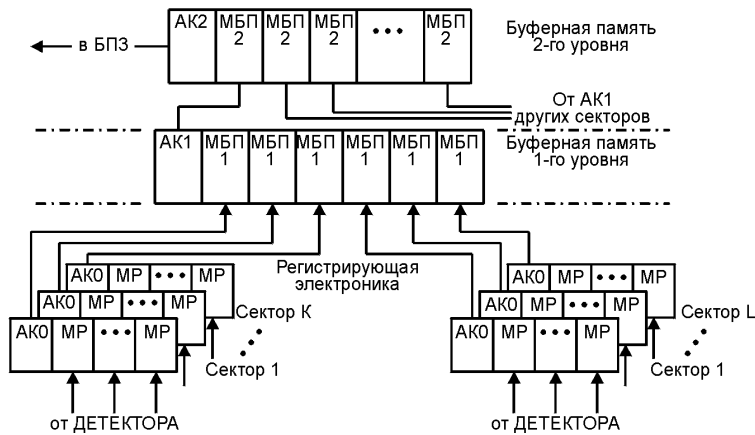 в БПЗ
АК2 МБП 2 МБП 2 МБП 2 ••• МБП 2
Буферная память
2-го уровня
От АК1
других секторов
АК1 МБП 1 МБП 1 МБП 1 МБП 1 МБП 1 МБП 1
Буферная память
1-го уровня
Регистрирующая
электроника
АК0 МР ••• МР
АК0 МР ••• МР
АК0 МР ••• МР
Сектор К
Сектор 1
от ДЕТЕКТОРА
АК0 МР ••• МР
АК0 МР ••• МР
АК0 МР ••• МР
Сектор L
Сектор 1
от ДЕТЕКТОРА